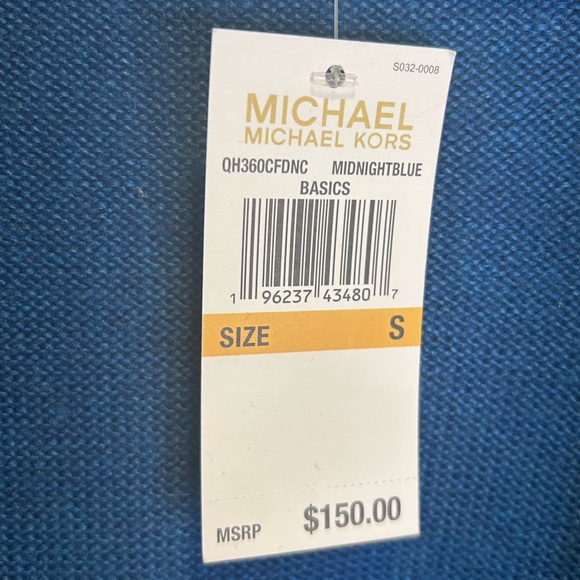 S032-0008
MICHAEL
MICHAEL KORS
QH360CFDNC MIDNIGHTBLUE
BASICS
1 96237 43480 7
SIZE S
MSRP $150.00